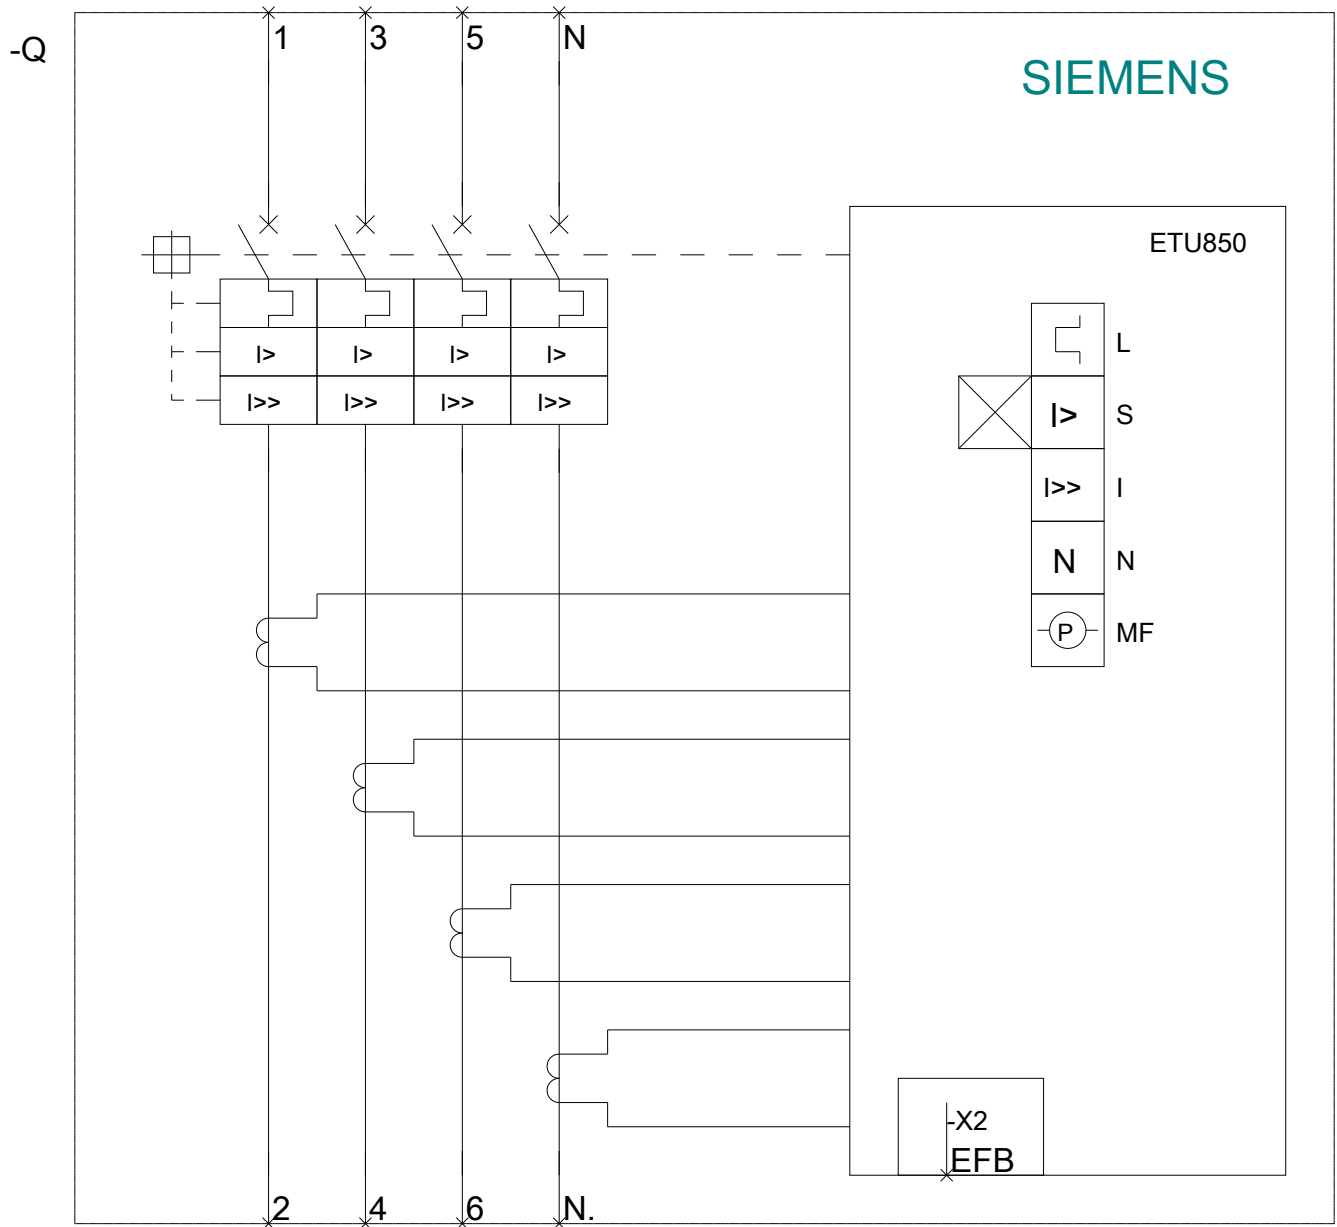 1 3 5 N
-Q
SIEMENS
ETU850
L
I> I> I> I>
I>> I>> I>> I>>
I> S
I>> I
N N
P MF
-X2
EFB
2 4 6 N.